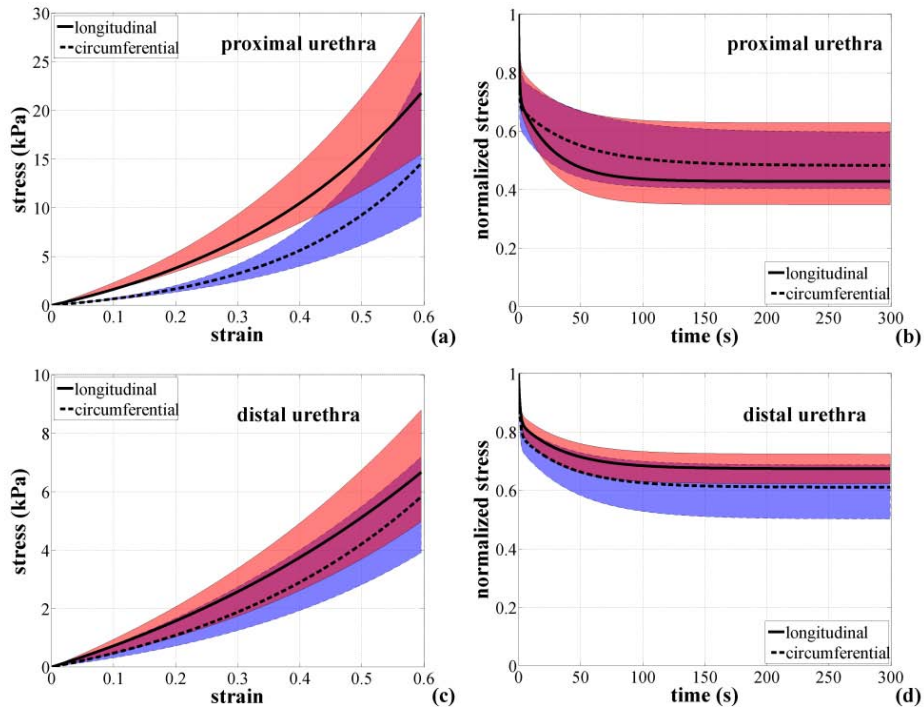 30
25
20
15
10
5
0
longitudinal
circumferential
proximal urethra
stress (kPa)
0 0.1 0.2 0.3 0.4 0.5 0.6
strain
(a)
1
0.8
0.6
0.4
0.2
0
proximal urethra
normalized stress
longitudinal
circumferential
0 50 100 150 200 250 300
time (s)
(b)
10
8
6
4
2
0
longitudinal
circumferential
distal urethra
stress (kPa)
0 0.1 0.2 0.3 0.4 0.5 0.6
strain
(c)
1
0.8
0.6
0.4
0.2
0
distal urethra
normalized stress
longitudinal
circumferential
0 50 100 150 200 250 300
time (s)
(d)